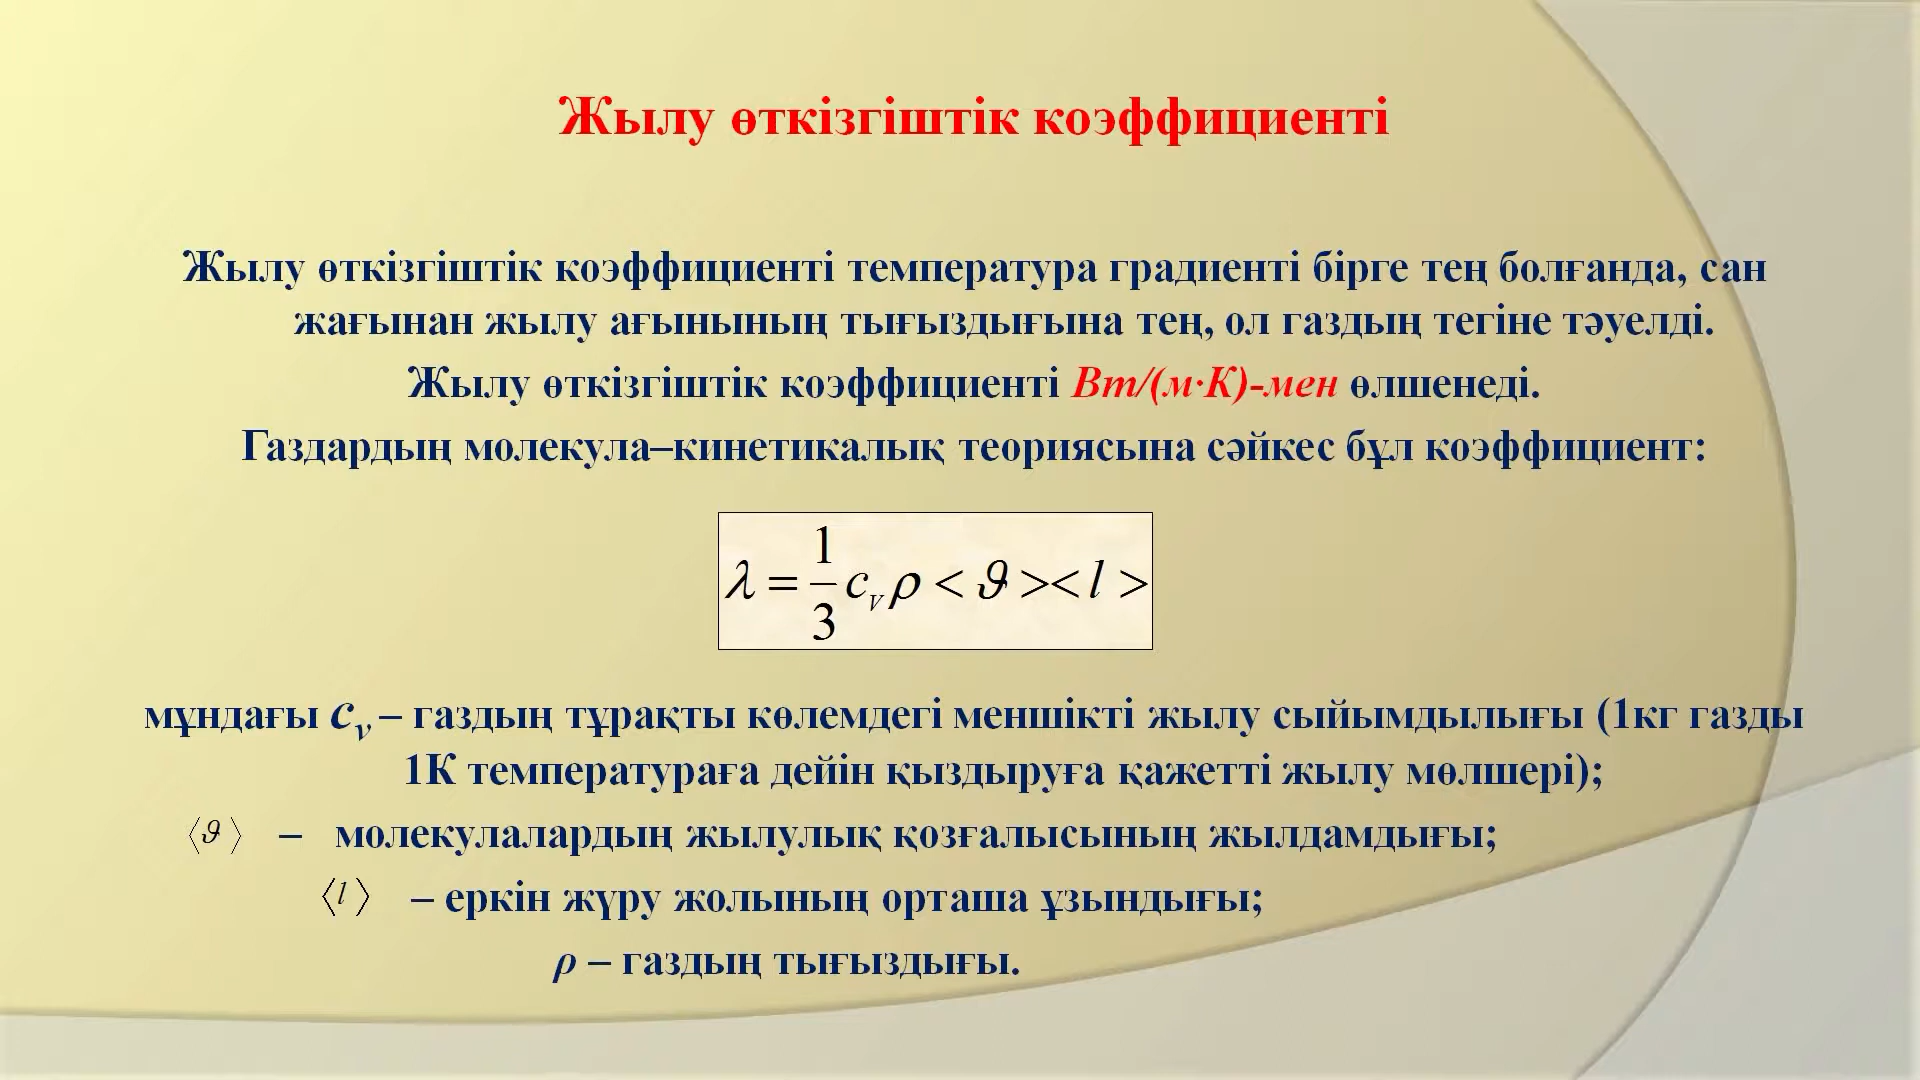 Жылу өткізгіштік коэффициенті
Жылу өткізгіштік коэффициенті температура градиенті бірге тең болғанда, сан
жағынан жылу ағынының тығыздығына тең, ол газдың тегіне тәуелді.
Жылу өткізгіштік коэффициенті Вт/(м·К)-мен өлшенеді.
Газдардың молекула–кинетикалық теориясына сәйкес бұл коэффициент:
λ = 1/3 c_V ρ < ϑ >< l >
мұндағы c_v – газдың тұрақты көлемдегі меншікті жылу сыйымдылығы (1кг газды
1К температураға дейін қыздыруға қажетті жылу мөлшері);
〈ϑ〉 – молекулалардың жылулық қозғалысының жылдамдығы;
〈l〉 – еркін жүру жолының орташа ұзындығы;
ρ – газдың тығыздығы.